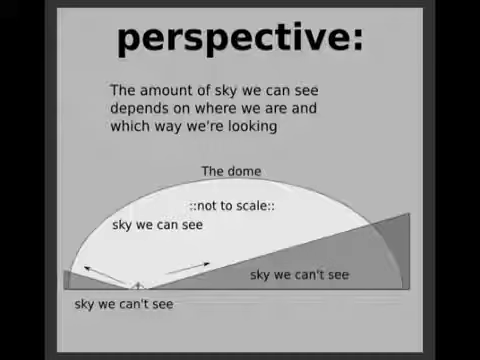 perspective:
The amount of sky we can see
depends on where we are and
which way we're looking
The dome
::not to scale::
sky we can see
sky we can't see
sky we can't see